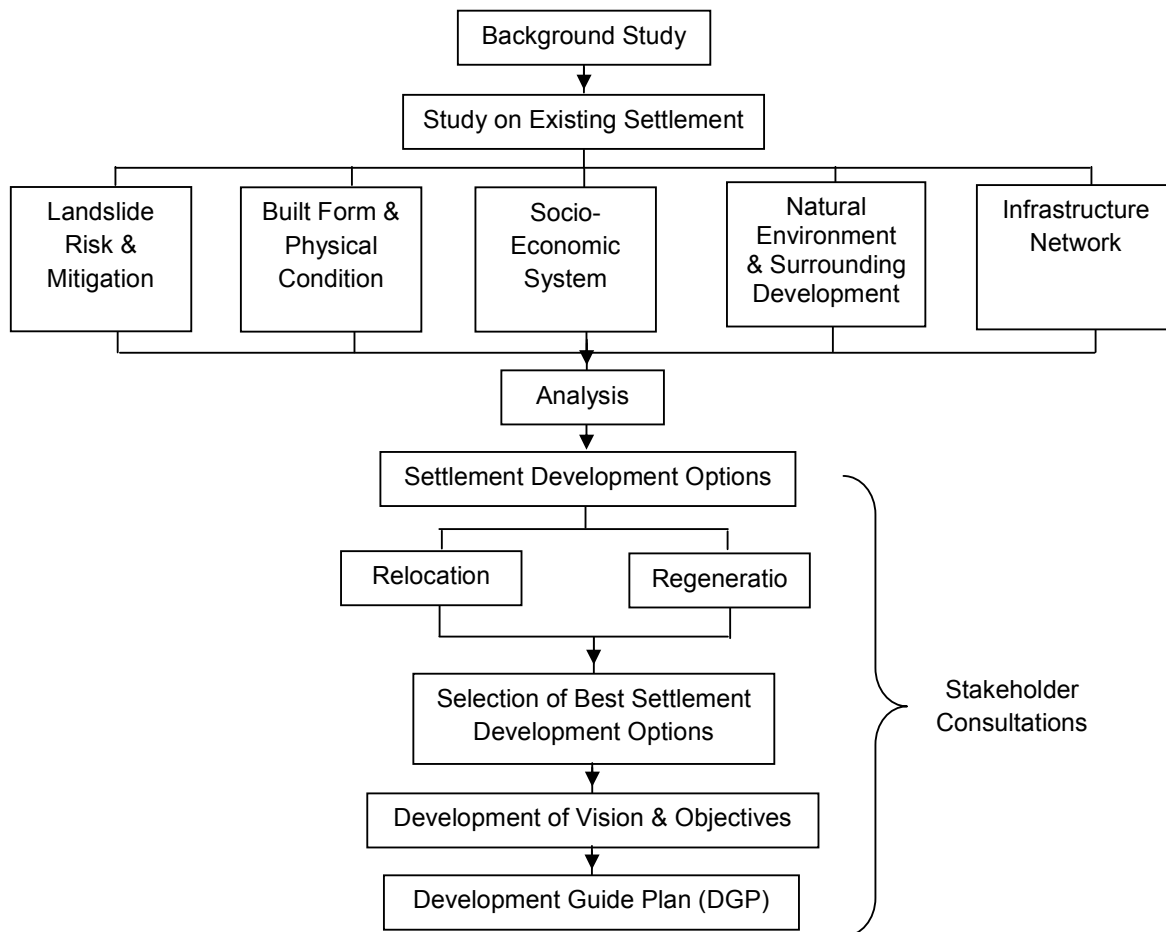 Background Study
Study on Existing Settlement
Landslide
Risk &
Mitigation
Built Form &
Physical
Condition
Socio-
Economic
System
Natural
Environment
& Surrounding
Development
Infrastructure
Network
Analysis
Settlement Development Options
Relocation
Regeneratio
Selection of Best Settlement
Development Options
Stakeholder
Consultations
Development of Vision & Objectives
Development Guide Plan (DGP)